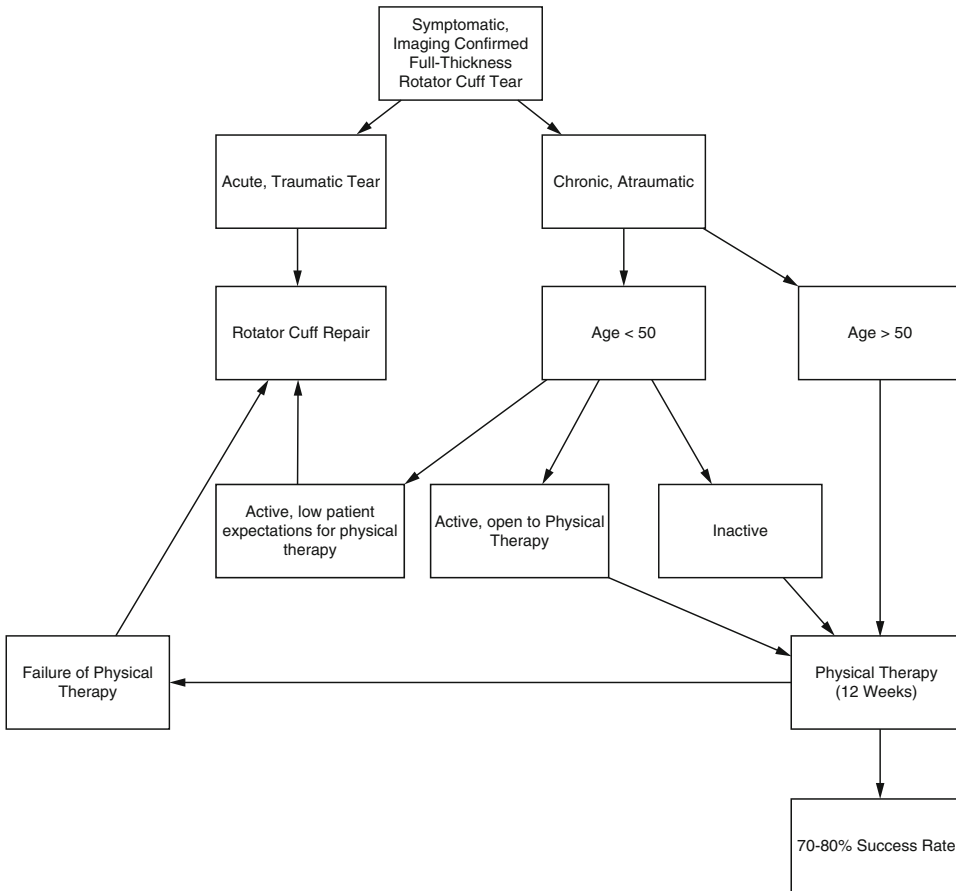 Symptomatic,
Imaging Confirmed
Full-Thickness
Rotator Cuff Tear
Acute, Traumatic Tear
Chronic, Atraumatic
Rotator Cuff Repair
Age < 50
Age > 50
Active, low patient
expectations for physical
therapy
Active, open to Physical
Therapy
Inactive
Failure of Physical
Therapy
Physical Therapy
(12 Weeks)
70-80% Success Rate